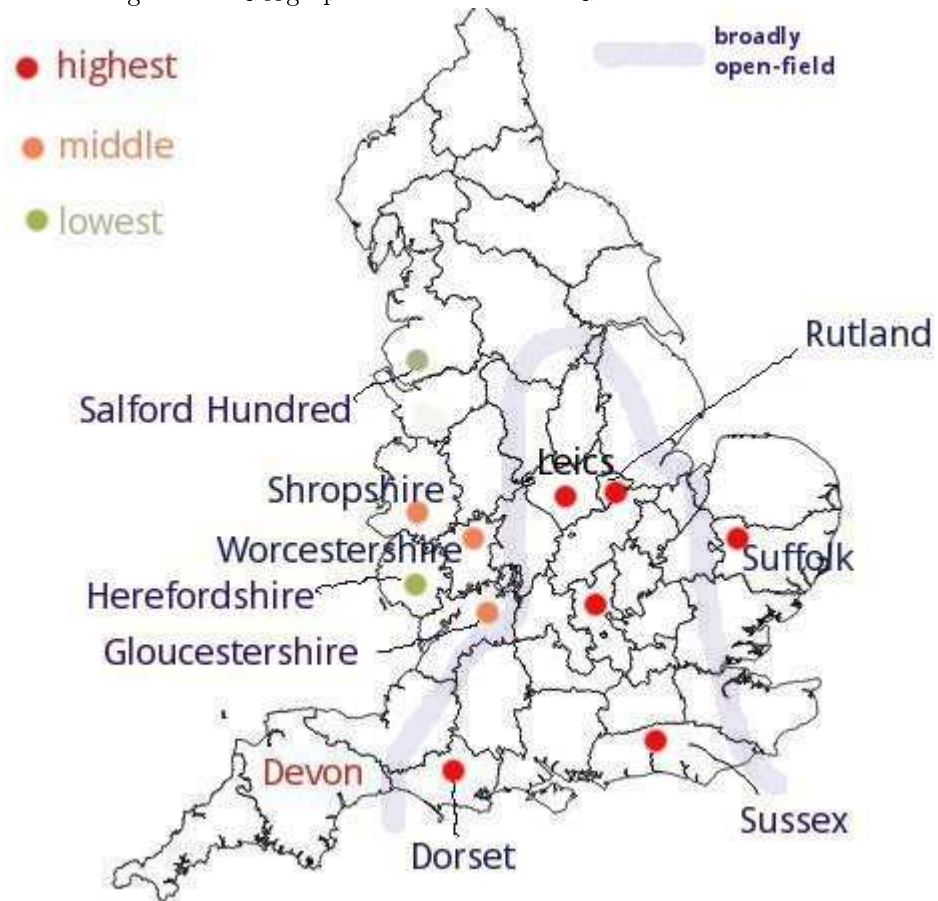 highest
middle
lowest
broadly
open-field
Rutland
Salford Hundred
Leics
Shropshire
Worcestershire
Suffolk
Herefordshire
Gloucestershire
Devon
Sussex
Dorset